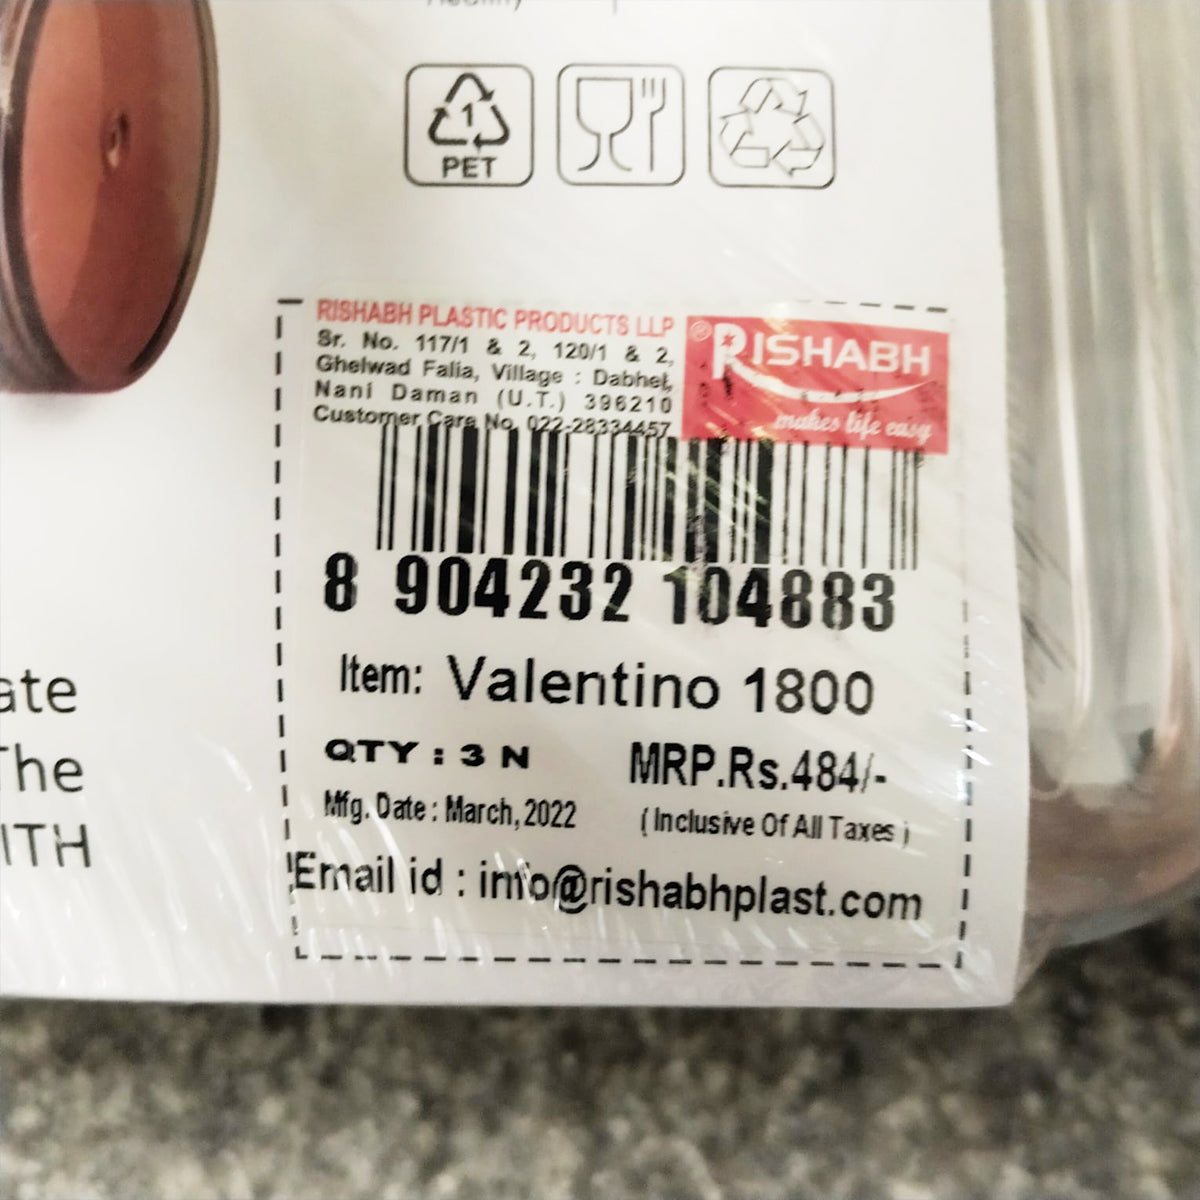 Healthy
1
PET
ate
The
ITH
RISHABH PLASTIC PRODUCTS LLP
Sr. No. 117/1 & 2, 120/1 & 2,
Ghelwad Falia, Village : Dabhel,
Nani Daman (U.T.) 396210
Customer Care No. 022-28334457
® RISHABH
makes life easy
8 904232 104883
Item: Valentino 1800
QTY : 3 N MRP.Rs.484/-
Mfg. Date : March, 2022 ( Inclusive Of All Taxes )
Email id : info@rishabhplast.com